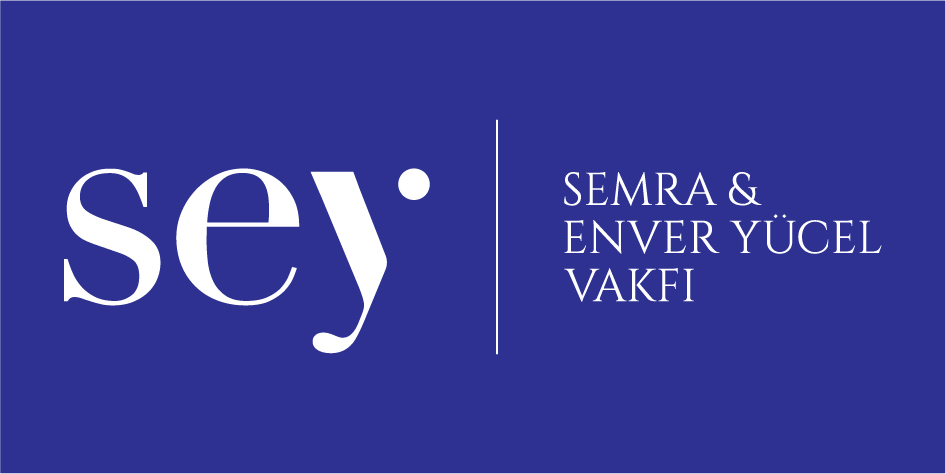 sey
SEMRA &
ENVER YÜCEL
VAKFI